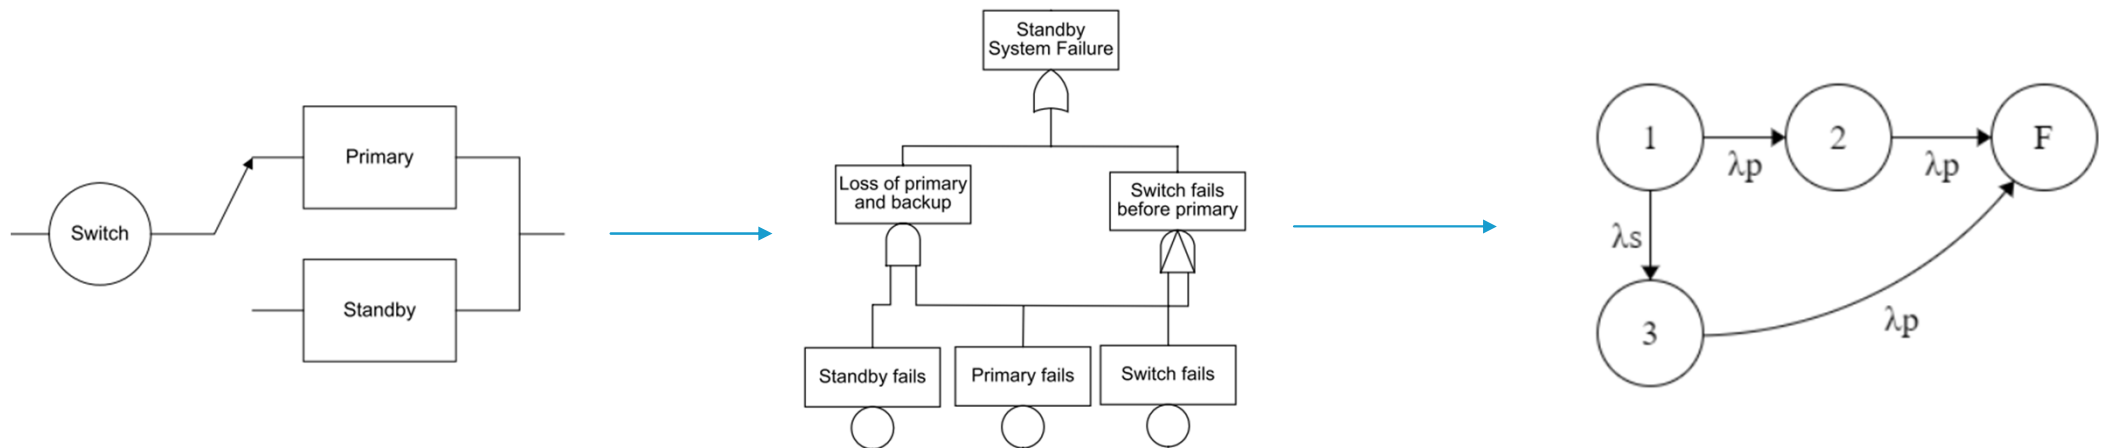 Switch
Primary
Standby
Standby
System Failure
Loss of primary
and backup
Switch fails
before primary
Standby fails
Primary fails
Switch fails
1
2
F
λp
λp
λs
3
λp